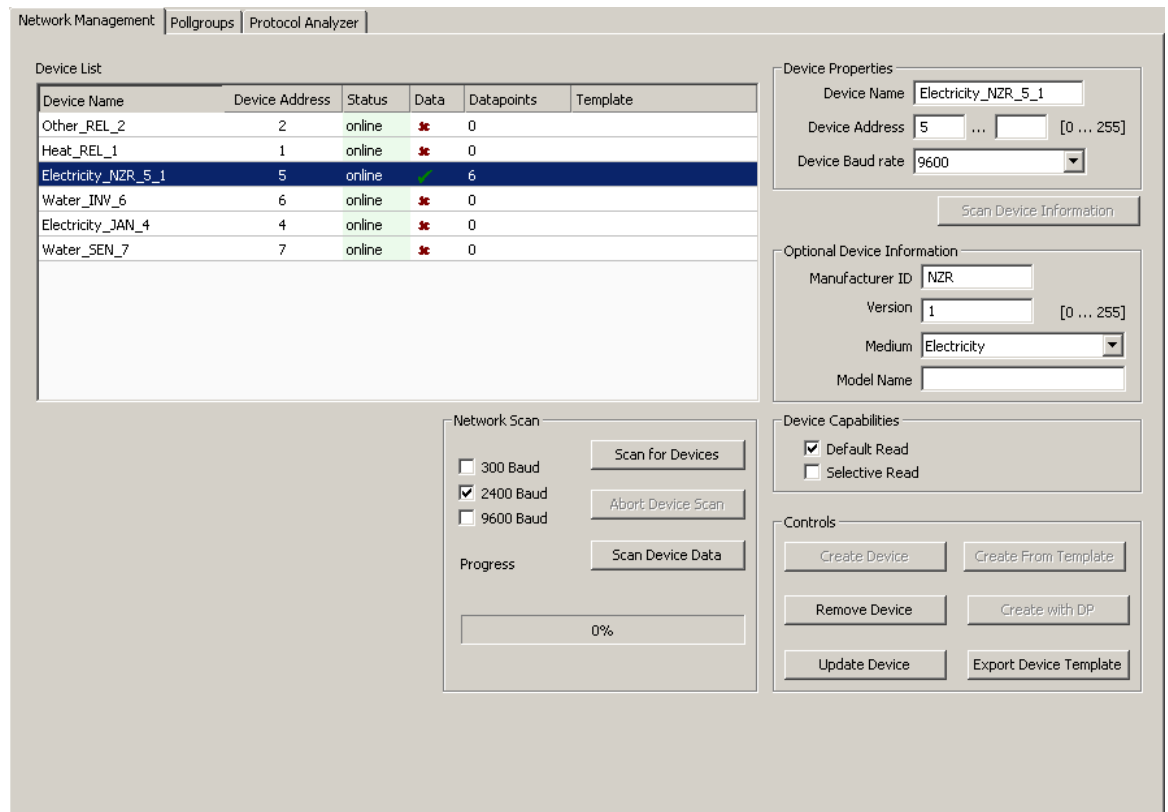 Network Management Pollgroups Protocol Analyzer
Device List
Device Name Device Address Status Data Datapoints Template
Other_REL_2 2 online 0
Heat_REL_1 1 online 0
Electricity_NZR_5_1 5 online 6
Water_INV_6 6 online 0
Electricity_JAN_4 4 online 0
Water_SEN_7 7 online 0
Network Scan
300 Baud
2400 Baud
9600 Baud
Scan for Devices
Abort Device Scan
Scan Device Data
Progress
0%
Device Properties
Device Name Electricity_NZR_5_1
Device Address 5 ... [0 ... 255]
Device Baud rate 9600
Scan Device Information
Optional Device Information
Manufacturer ID NZR
Version 1 [0 ... 255]
Medium Electricity
Model Name
Device Capabilities
Default Read
Selective Read
Controls
Create Device Create From Template
Remove Device Create with DP
Update Device Export Device Template